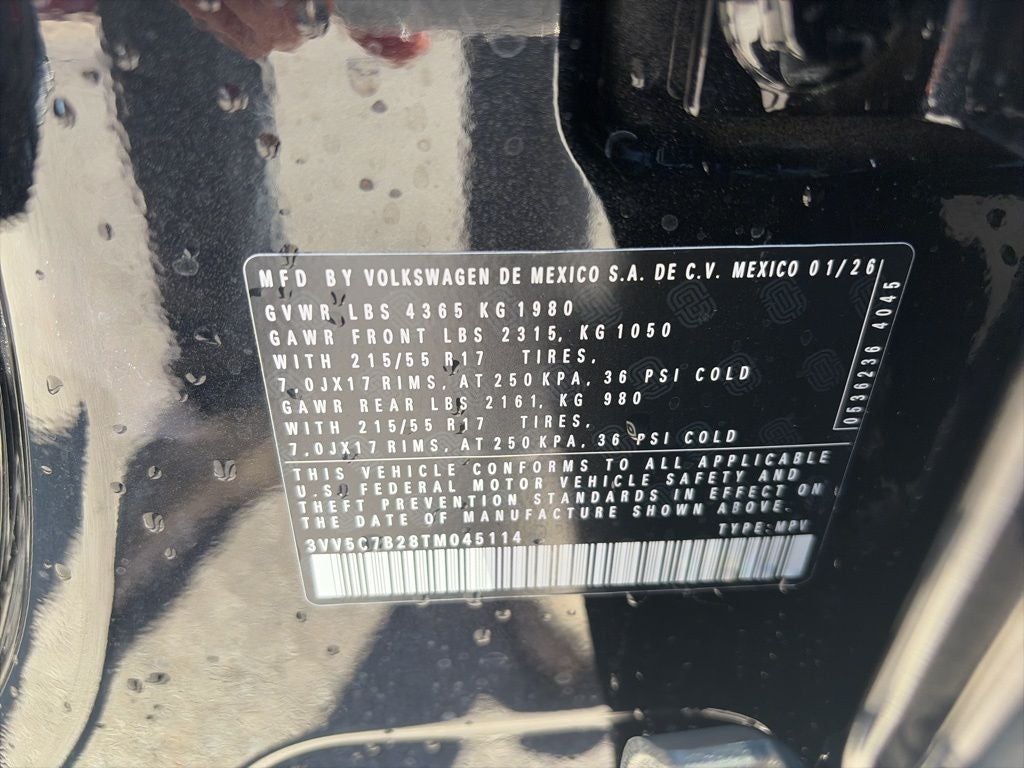 MFD BY VOLKSWAGEN DE MEXICO S.A. DE C.V. MEXICO 01/26
GVWR LBS 4365 KG 1980
GAWR FRONT LBS 2315, KG 1050
WITH 215/55 R17 TIRES,
7.0JX17 RIMS, AT 250 KPA, 36 PSI COLD
GAWR REAR LBS 2161, KG 980
WITH 215/55 R17 TIRES,
7.0JX17 RIMS, AT 250 KPA, 36 PSI COLD
0536236 4045
THIS VEHICLE CONFORMS TO ALL APPLICABLE
U.S. FEDERAL MOTOR VEHICLE SAFETY AND
THEFT PREVENTION STANDARDS IN EFFECT ON
THE DATE OF MANUFACTURE SHOWN ABOVE.
3VV5C7B28TM045114 TYPE:MPV